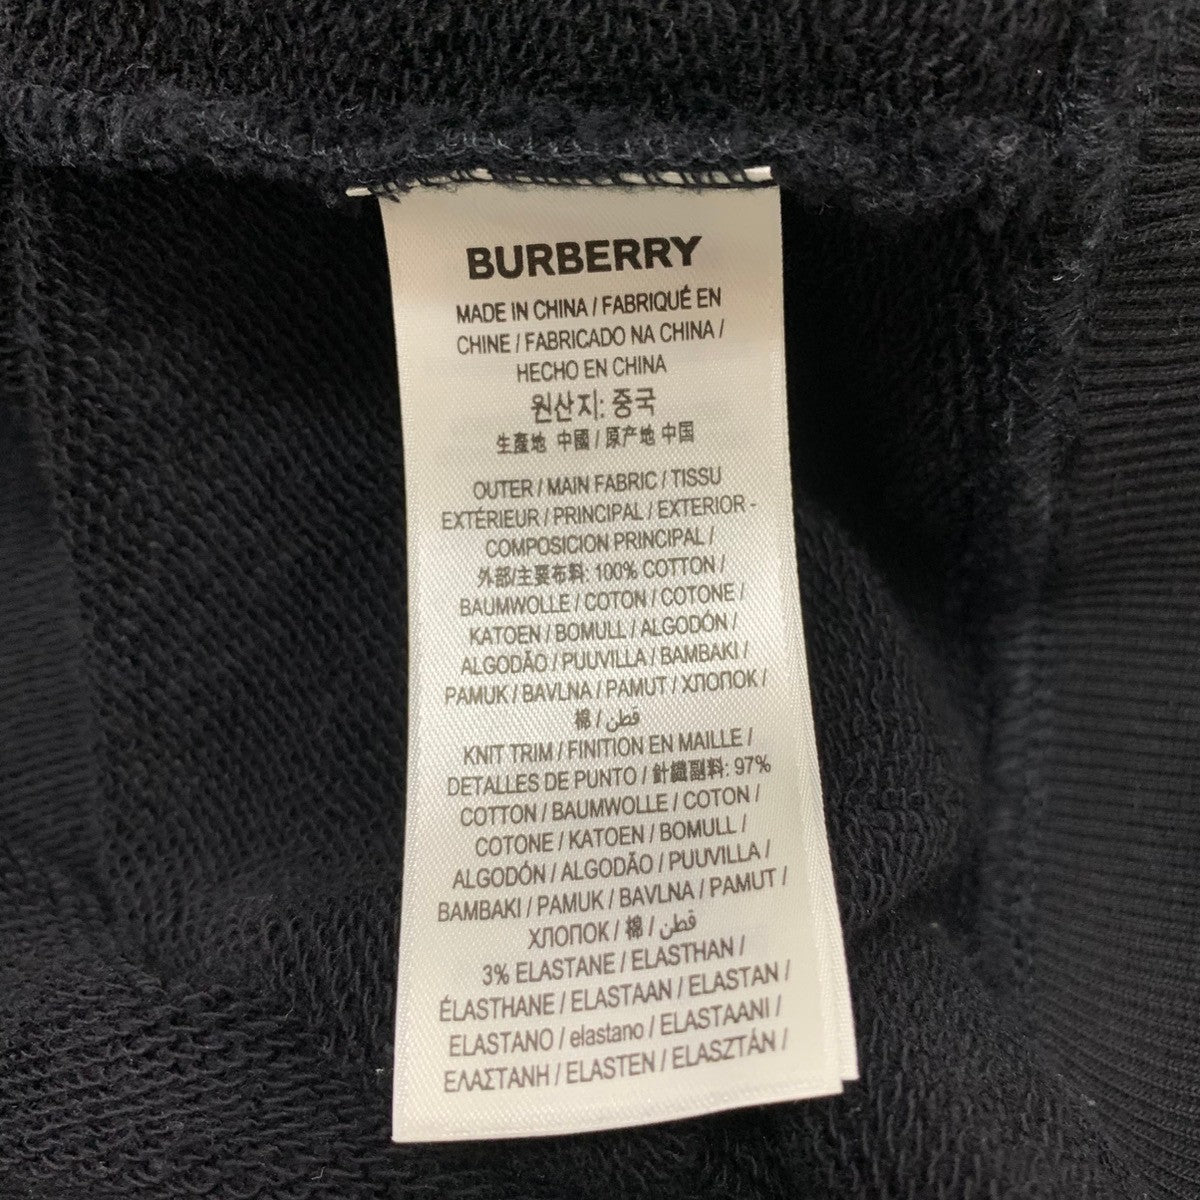 BURBERRY
MADE IN CHINA / FABRIQUÉ EN
CHINE / FABRICADO NA CHINA /
HECHO EN CHINA
원산지: 중국
生產地 中國 / 原产地 中国
OUTER / MAIN FABRIC / TISSU
EXTÉRIEUR / PRINCIPAL / EXTERIOR -
COMPOSICION PRINCIPAL /
外部/主要布料: 100% COTTON /
BAUMWOLLE / COTON / COTONE /
KATOEN / BOMULL / ALGODÓN /
ALGODÃO / PUUVILLA / BAMBAKI /
PAMUK / BAVLNA / PAMUT / ХЛОПОК /
棉 / قطن
KNIT TRIM / FINITION EN MAILLE /
DETALLES DE PUNTO / 針織副料: 97%
COTTON / BAUMWOLLE / COTON /
COTONE / KATOEN / BOMULL /
ALGODÓN / ALGODÃO / PUUVILLA /
BAMBAKI / PAMUK / BAVLNA / PAMUT /
ХЛОПОК / 棉 / قطن
3% ELASTANE / ELASTHAN /
ÉLASTHANE / ELASTAAN / ELASTAN /
ELASTANO / elastano / ELASTAANI /
ΕΛΑΣΤΑΝΗ / ELASTEN / ELASZTÁN /